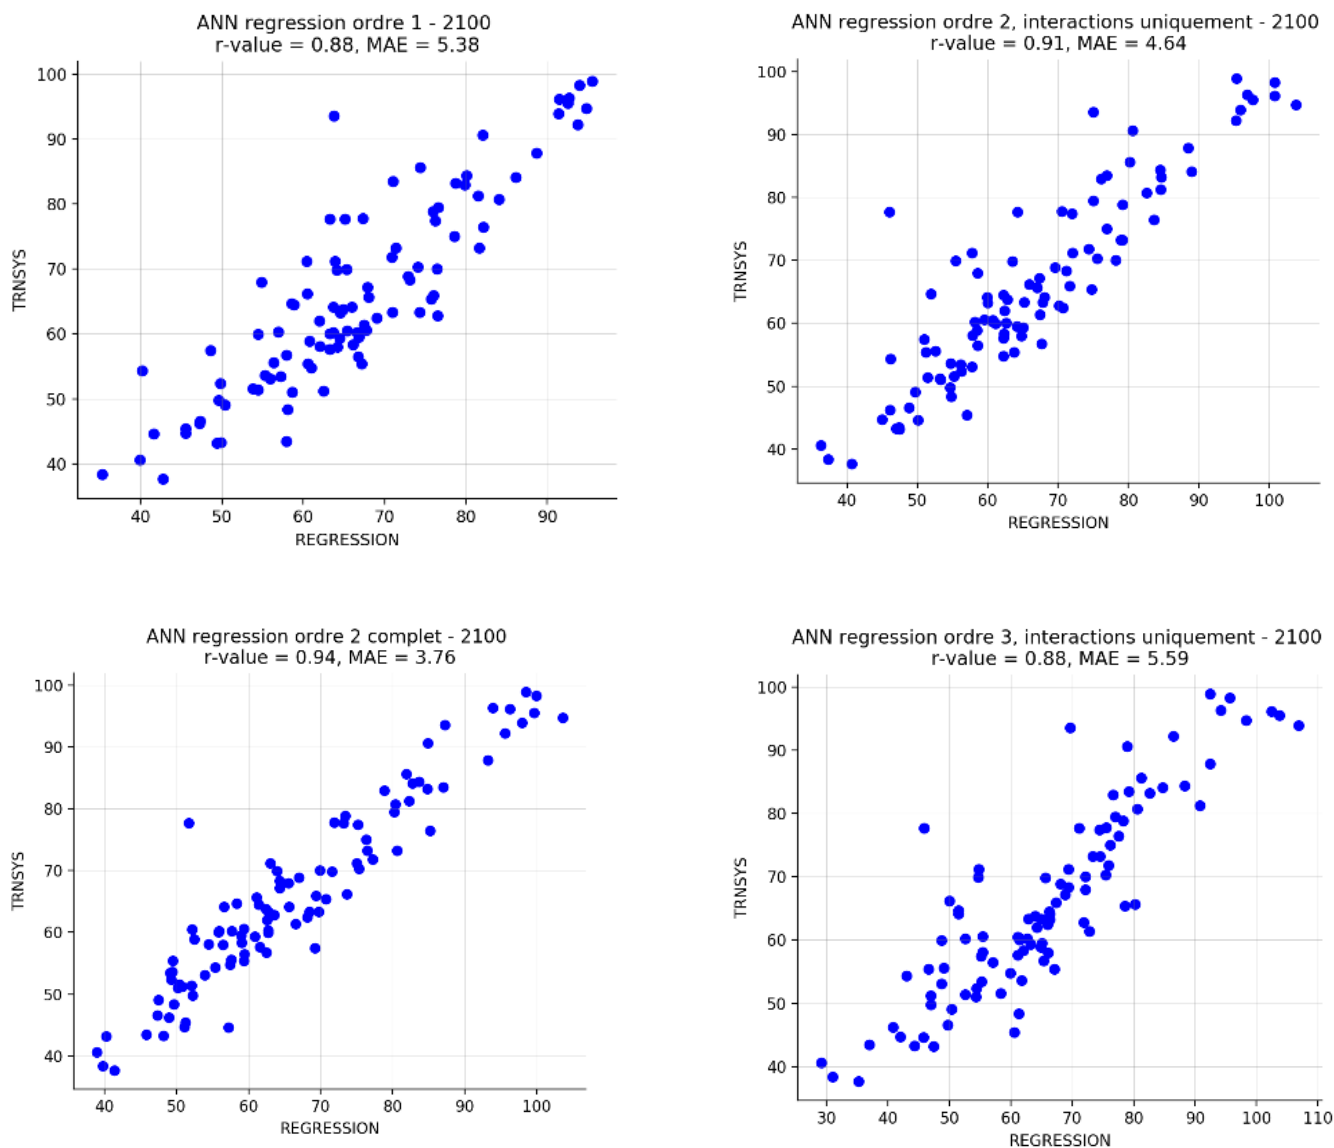 ANN regression ordre 1 - 2100
r-value = 0.88, MAE = 5.38
100
90
80
70
60
50
40
TRNSYS
40 50 60 70 80 90
REGRESSION
ANN regression ordre 2, interactions uniquement - 2100
r-value = 0.91, MAE = 4.64
100
90
80
70
60
50
40
TRNSYS
40 50 60 70 80 90 100
REGRESSION
ANN regression ordre 2 complet - 2100
r-value = 0.94, MAE = 3.76
100
90
80
70
60
50
40
TRNSYS
40 50 60 70 80 90 100
REGRESSION
ANN regression ordre 3, interactions uniquement - 2100
r-value = 0.88, MAE = 5.59
100
90
80
70
60
50
40
TRNSYS
30 40 50 60 70 80 90 100 110
REGRESSION